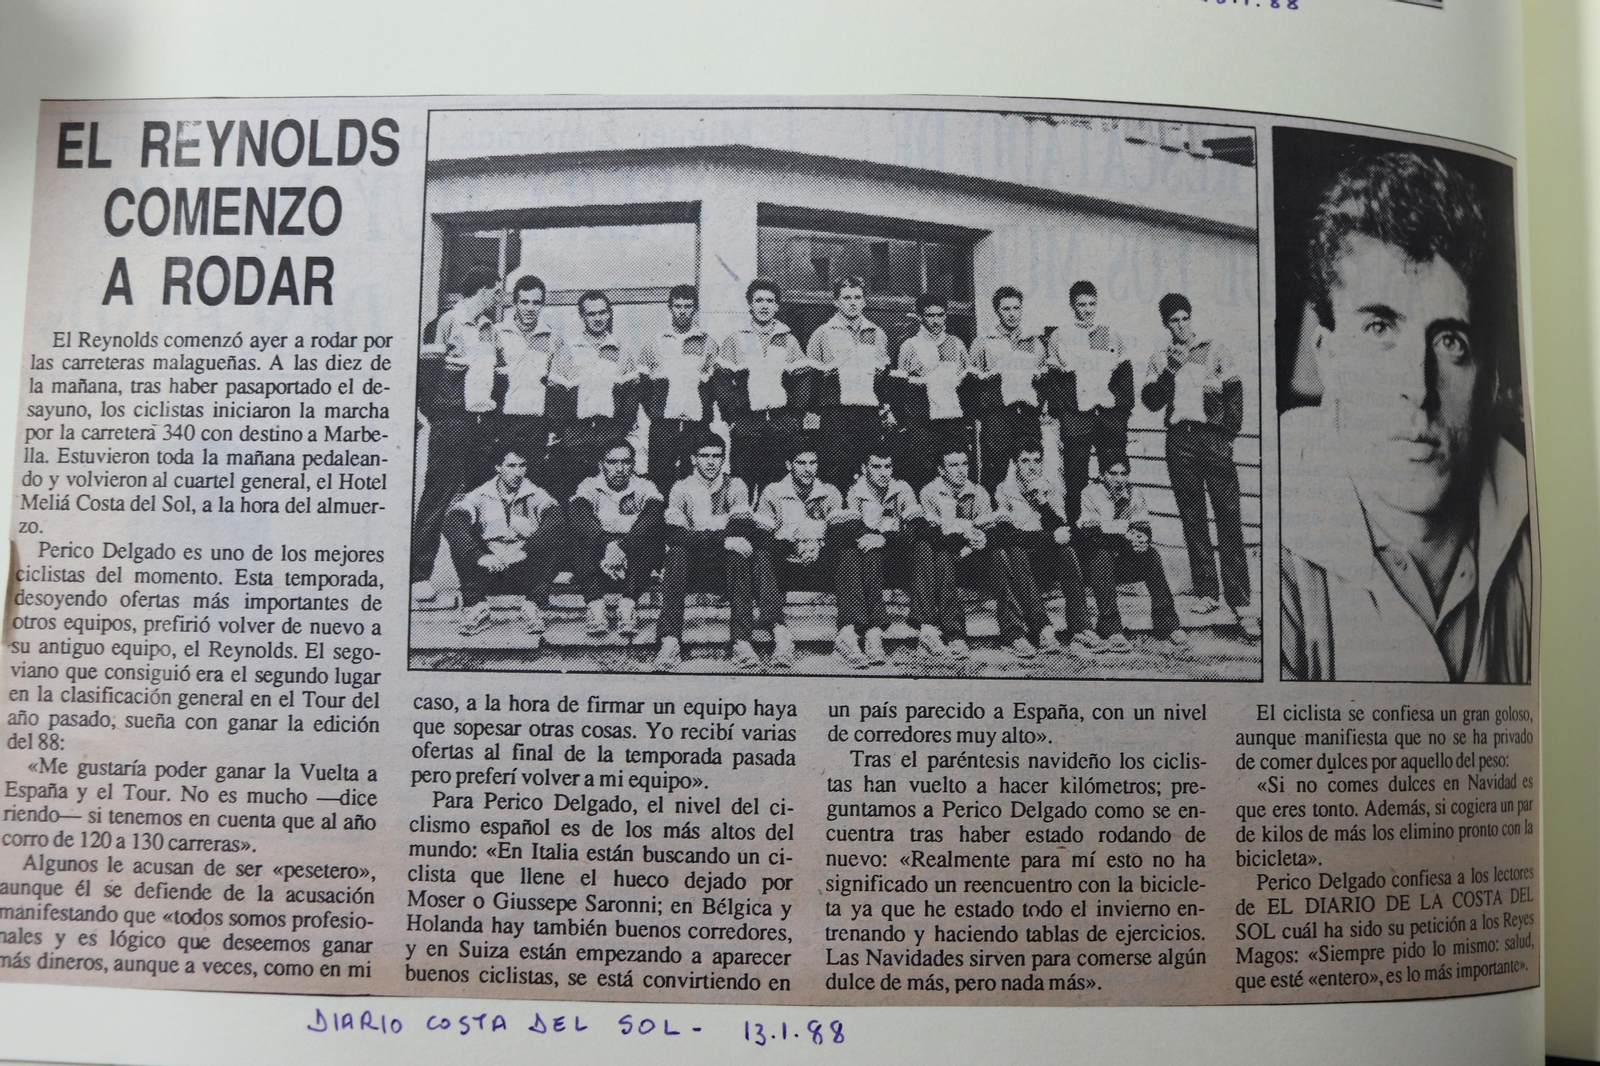 11.88
EL REYNOLDS
COMENZO
A RODAR
El Reynolds comenzó ayer a rodar por
las carreteras malagueñas. A las diez de
la mañana, tras haber pasaportado el de-
sayuno, los ciclistas iniciaron la marcha
por la carretera 340 con destino a Marbe-
lla. Estuvieron toda la mañana pedalean-
do y volvieron al cuartel general, el Hotel
Meliá Costa del Sol, a la hora del almuer-
zo.
Perico Delgado es uno de los mejores
ciclistas del momento. Esta temporada,
desoyendo ofertas más importantes de
otros equipos, prefirió volver de nuevo a
su antiguo equipo, el Reynolds. El sego-
viano que consiguió era el segundo lugar
en la clasificación general en el Tour del
año pasado, sueña con ganar la edición
del 88:
«Me gustaría poder ganar la Vuelta a
España y el Tour. No es mucho —dice
riendo— si tenemos en cuenta que al año
corro de 120 a 130 carreras».
Algunos le acusan de ser «pesetero»,
aunque él se defiende de la acusación
manifestando que «todos somos profesio-
nales y es lógico que deseemos ganar
más dineros, aunque a veces, como en mi
caso, a la hora de firmar un equipo haya
que sopesar otras cosas. Yo recibí varias
ofertas al final de la temporada pasada
pero preferí volver a mi equipo».
Para Perico Delgado, el nivel del ci-
clismo español es de los más altos del
mundo: «En Italia están buscando un ci-
clista que llene el hueco dejado por
Moser o Giussepe Saronni; en Bélgica y
Holanda hay también buenos corredores,
y en Suiza están empezando a aparecer
buenos ciclistas, se está convirtiendo en
un país parecido a España, con un nivel
de corredores muy alto».
Tras el paréntesis navideño los ciclis-
tas han vuelto a hacer kilómetros; pre-
guntamos a Perico Delgado como se en-
cuentra tras haber estado rodando de
nuevo: «Realmente para mí esto no ha
significado un reencuentro con la bicicle-
ta ya que he estado todo el invierno en-
trenando y haciendo tablas de ejercicios.
Las Navidades sirven para comerse algún
dulce de más, pero nada más».
El ciclista se confiesa un gran goloso,
aunque manifiesta que no se ha privado
de comer dulces por aquello del peso:
«Si no comes dulces en Navidad es
que eres tonto. Además, si cogiera un par
de kilos de más los elimino pronto con la
bicicleta».
Perico Delgado confiesa a los lectores
de EL DIARIO DE LA COSTA DEL
SOL cuál ha sido su petición a los Reyes
Magos: «Siempre pido lo mismo: salud,
que esté «entero», es lo más importante».
DIARIO COSTA DEL SOL - 13.1.88